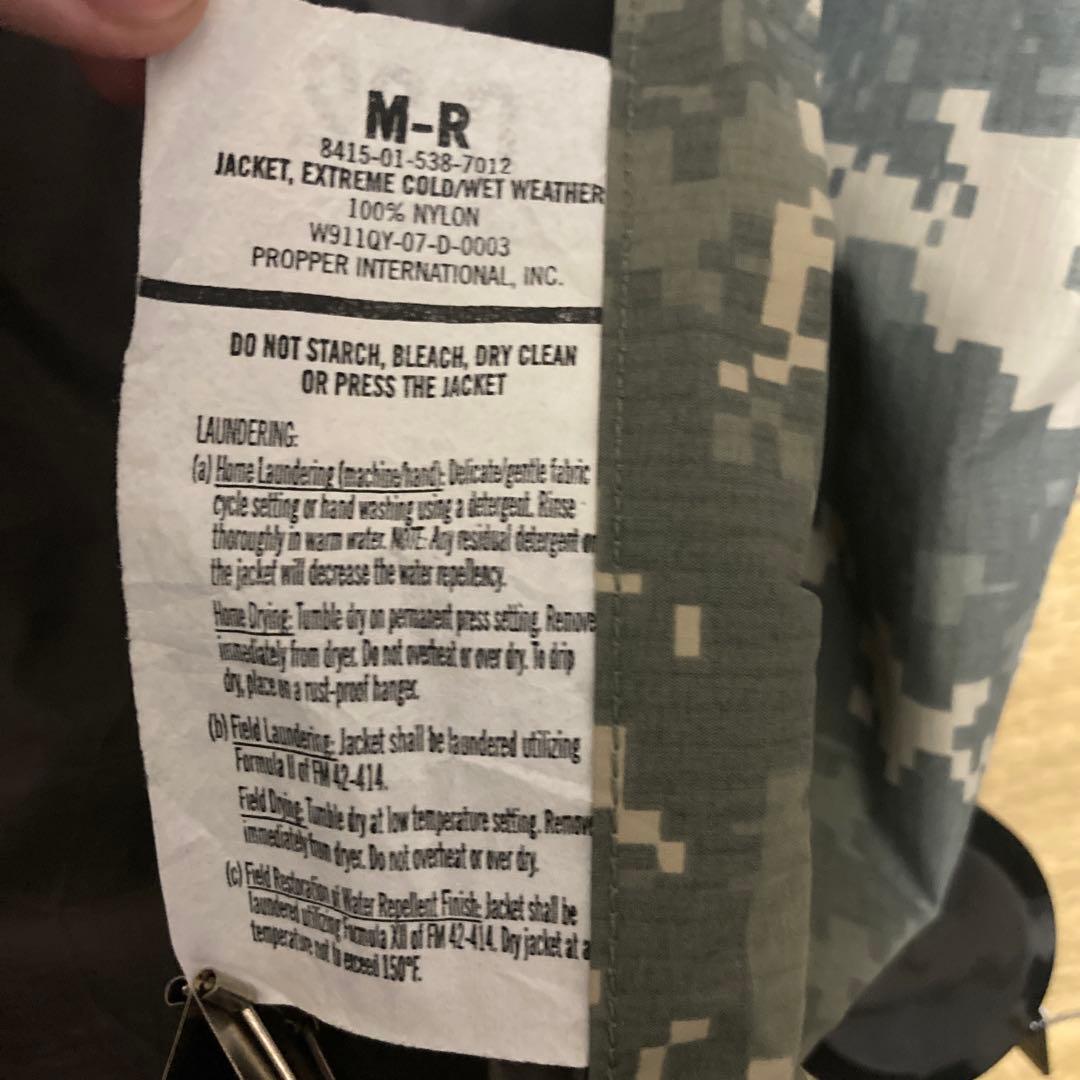 M-R
8415-01-538-7012
JACKET, EXTREME COLD/WET WEATHER
100% NYLON
W911QY-07-D-0003
PROPPER INTERNATIONAL, INC.
DO NOT STARCH, BLEACH, DRY CLEAN
OR PRESS THE JACKET
LAUNDERING:
(a) Home Laundering (machine/hand): Delicate/gentle fabric
cycle setting or hand washing using a detergent. Rinse
thoroughly in warm water. NOTE: Any residual detergent on
the jacket will decrease the water repellency.
Home Drying: Tumble dry on permanent press setting. Remove
immediately from dryer. Do not overheat or over dry. To drip
dry, place on a rust-proof hanger.
(b) Field Laundering: Jacket shall be laundered utilizing
Formula II of FM 42-414.
Field Drying: Tumble dry at low temperature setting. Remove
immediately from dryer. Do not overheat or over dry.
(c) Field Restoration of Water Repellent Finish: Jacket shall be
laundered utilizing Formula XII of FM 42-414. Dry jacket at a
temperature not to exceed 150°F.